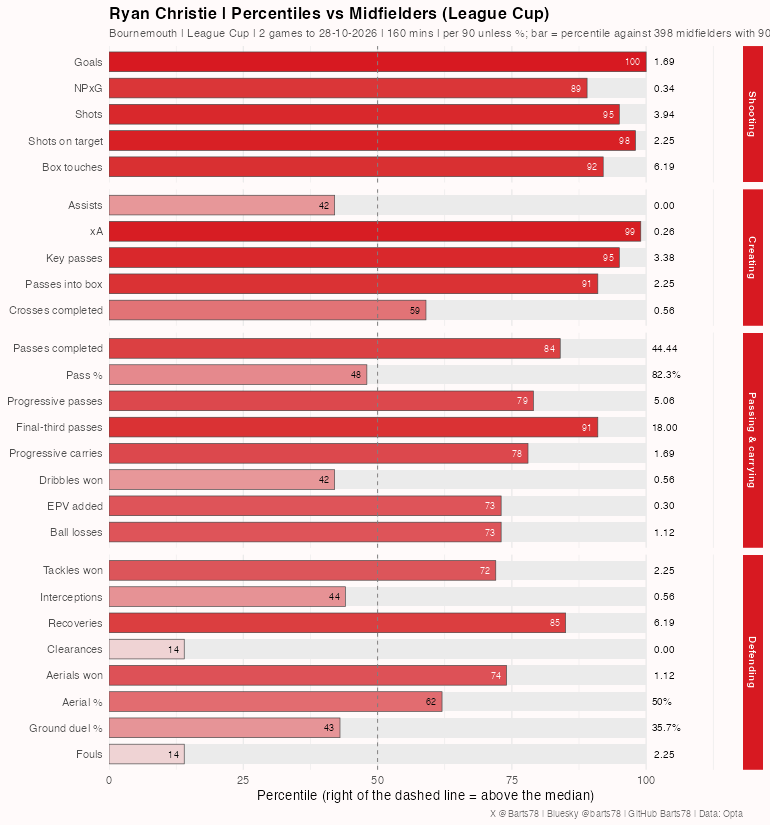 Ryan Christie | Percentiles vs Midfielders (League Cup)
Bournemouth | League Cup | 2 games to 28-10-2026 | 160 mins | per 90 unless %; bar = percentile against 398 midfielders with 90
Goals 100 1.69
NPxG 89 0.34
Shots 95 3.94
Shots on target 98 2.25
Box touches 92 6.19
Shooting
Assists 42 0.00
xA 99 0.26
Key passes 95 3.38
Passes into box 91 2.25
Crosses completed 59 0.56
Creating
Passes completed 84 44.44
Pass % 48 82.3%
Progressive passes 79 5.06
Final-third passes 91 18.00
Progressive carries 78 1.69
Dribbles won 42 0.56
EPV added 73 0.30
Ball losses 73 1.12
Passing & carrying
Tackles won 72 2.25
Interceptions 44 0.56
Recoveries 85 6.19
Clearances 14 0.00
Aerials won 74 1.12
Aerial % 62 50%
Ground duel % 43 35.7%
Fouls 14 2.25
Defending
0 25 50 75 100
Percentile (right of the dashed line = above the median)
X @Barts78 | Bluesky @barts78 | GitHub Barts78 | Data: Opta